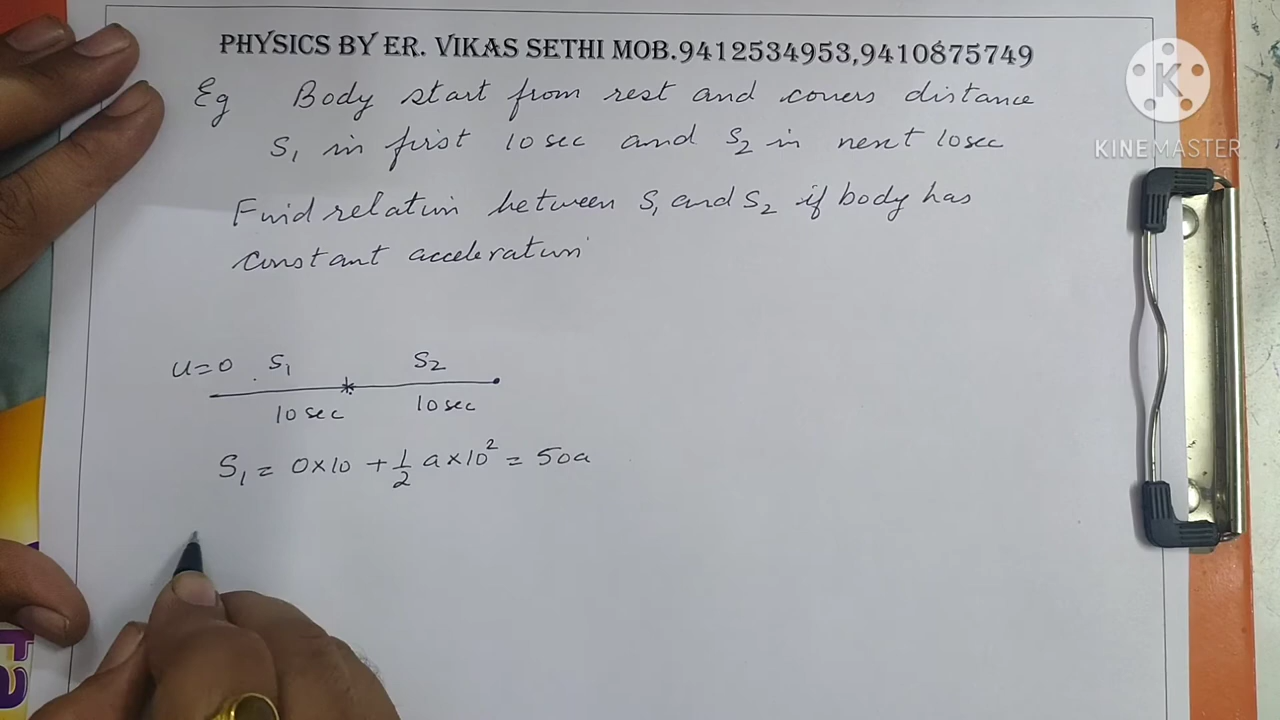 PHYSICS BY ER. VIKAS SETHI MOB.9412534953,9410875749
K
KINEMASTER
Eg Body start from rest and covers distance
S₁ in first 10 sec and S₂ in next 10 sec
Find relation between S₁ and S₂ if body has
constant acceleration
u=0 S₁ S₂
10 sec 10 sec
S₁ = 0×10 + 1/2 a×10² = 50a